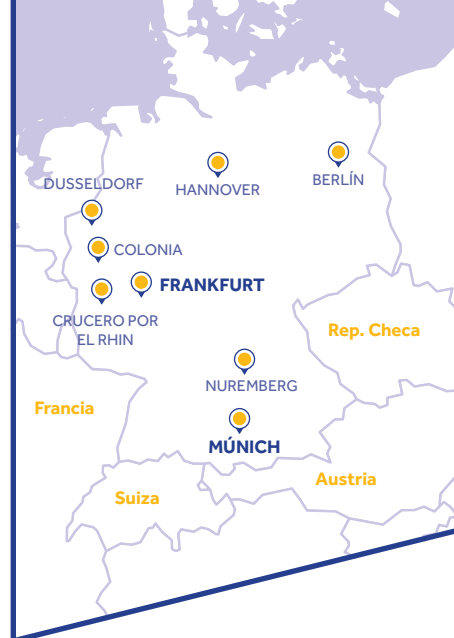 BERLÍN
DUSSELDORF
HANNOVER
COLONIA
FRANKFURT
CRUCERO POR
EL RHIN
Rep. Checa
NUREMBERG
Francia
MÚNICH
Austria
Suiza